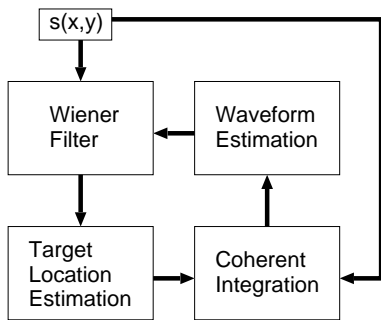 s(x,y)
Wiener
Filter
Waveform
Estimation
Target
Location
Estimation
Coherent
Integration